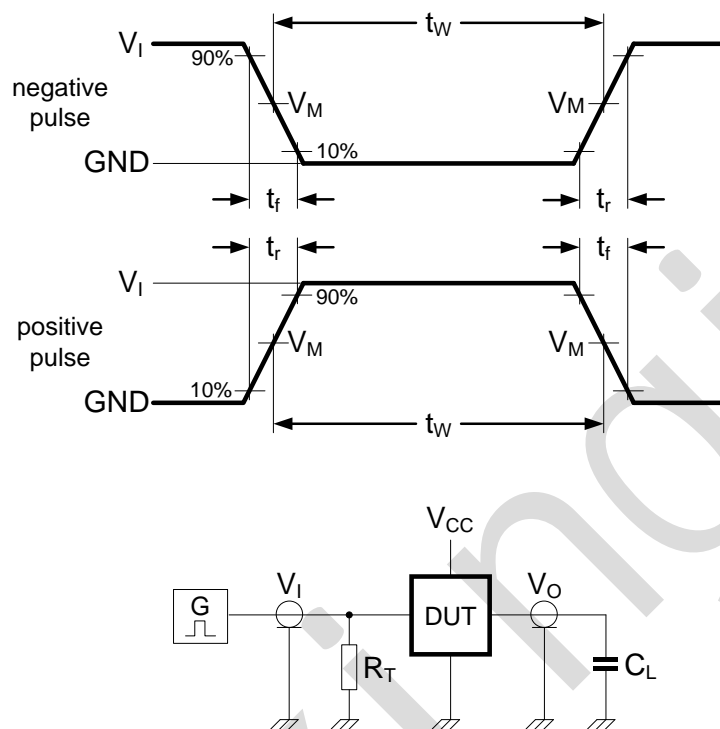 t_W
V_I
90%
negative
pulse
V_M
V_M
GND
10%
t_f
t_r
t_r
t_f
V_I
90%
positive
pulse
V_M
V_M
10%
GND
t_W
V_CC
V_I
V_O
G
DUT
R_T
C_L